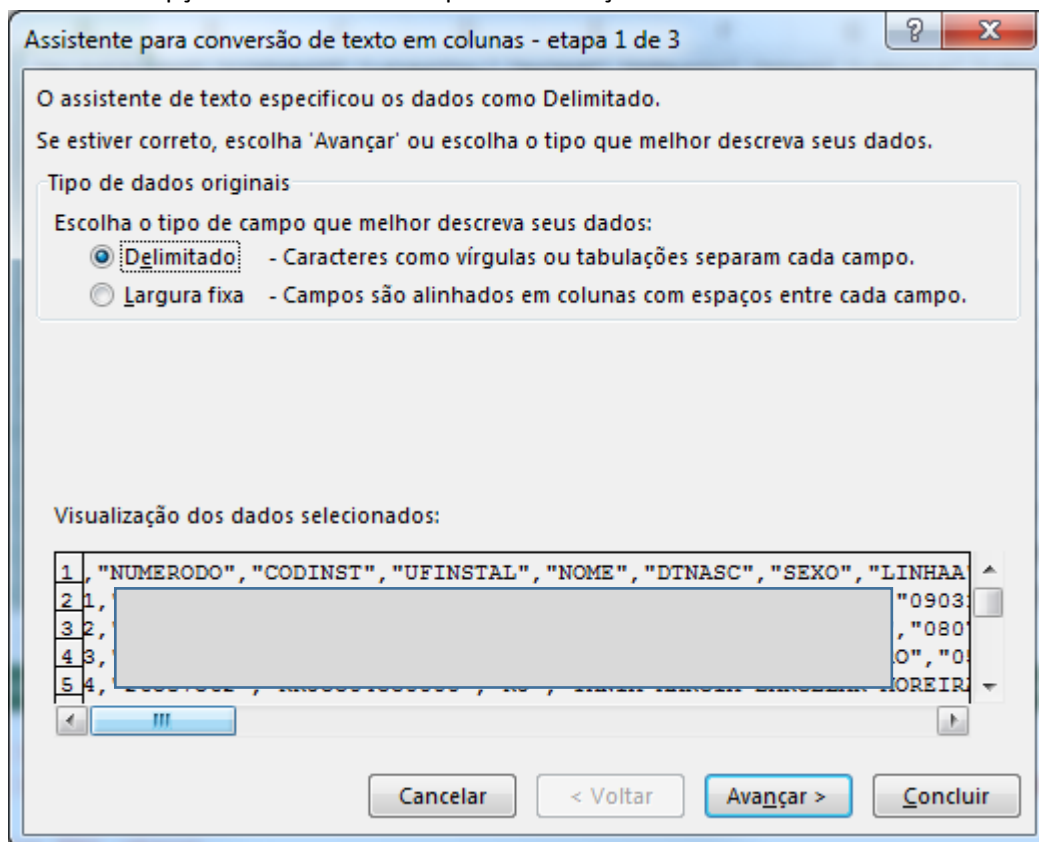 Assistente para conversão de texto em colunas - etapa 1 de 3
O assistente de texto especificou os dados como Delimitado.
Se estiver correto, escolha 'Avançar' ou escolha o tipo que melhor descreva seus dados.
Tipo de dados originais
Escolha o tipo de campo que melhor descreva seus dados:
Delimitado - Caracteres como vírgulas ou tabulações separam cada campo.
Largura fixa - Campos são alinhados em colunas com espaços entre cada campo.
Visualização dos dados selecionados:
1 ,"NUMERODO","CODINST","UFINSTAL","NOME","DTNASC","SEXO","LINHAA"
2 1,"
3 2," ,"080
4 3," O","0
5 4,"
Cancelar < Voltar Avançar > Concluir